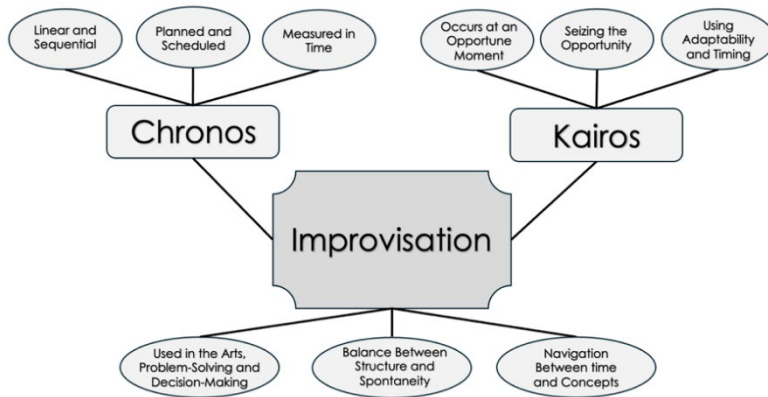 Linear and
Sequential
Planned and
Scheduled
Measured in
Time
Occurs at an
Opportune
Moment
Seizing the
Opportunity
Using
Adaptability
and Timing
Chronos
Kairos
Improvisation
Used in the Arts,
Problem-Solving and
Decision-Making
Balance Between
Structure and
Spontaneity
Navigation
Between time
and Concepts